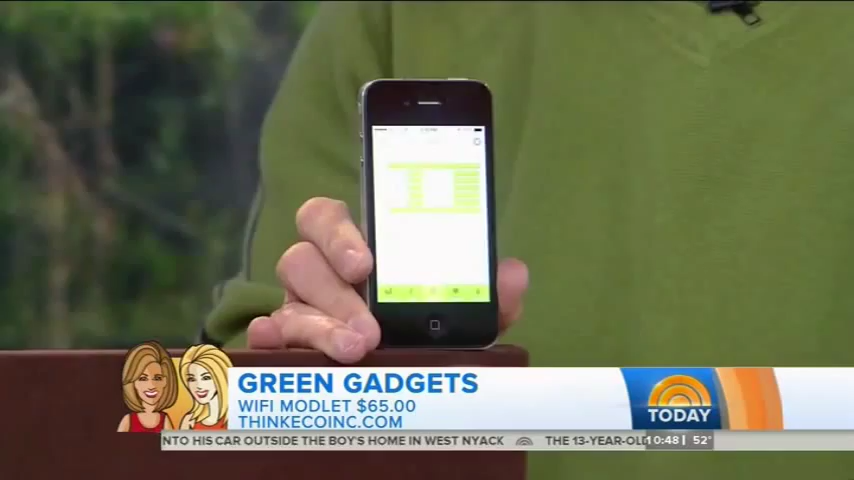 GREEN GADGETS
WIFI MODLET $65.00
THINKECOINC.COM
TODAY
NTO HIS CAR OUTSIDE THE BOY'S HOME IN WEST NYACK THE 13-YEAR-OL
10:48 52°